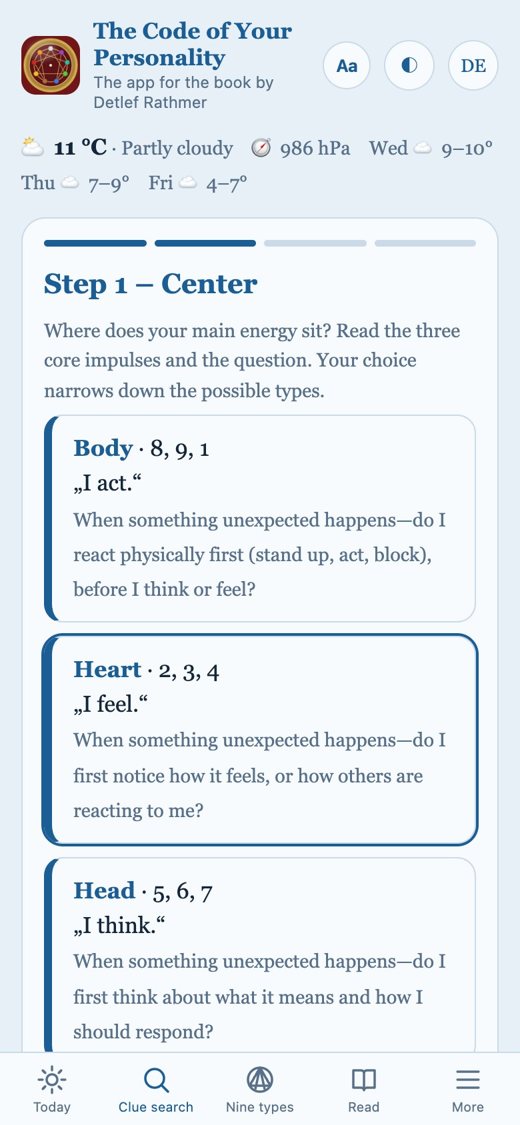 The Code of Your
Personality
The app for the book by
Detlef Rathmer
Aa
DE
11 °C · Partly cloudy 986 hPa Wed 9–10°
Thu 7–9° Fri 4–7°
Step 1 – Center
Where does your main energy sit? Read the three
core impulses and the question. Your choice
narrows down the possible types.
Body · 8, 9, 1
„I act.“
When something unexpected happens—do I
react physically first (stand up, act, block),
before I think or feel?
Heart · 2, 3, 4
„I feel.“
When something unexpected happens—do I
first notice how it feels, or how others are
reacting to me?
Head · 5, 6, 7
„I think.“
When something unexpected happens—do I
first think about what it means and how I
should respond?
Today
Clue search
Nine types
Read
More